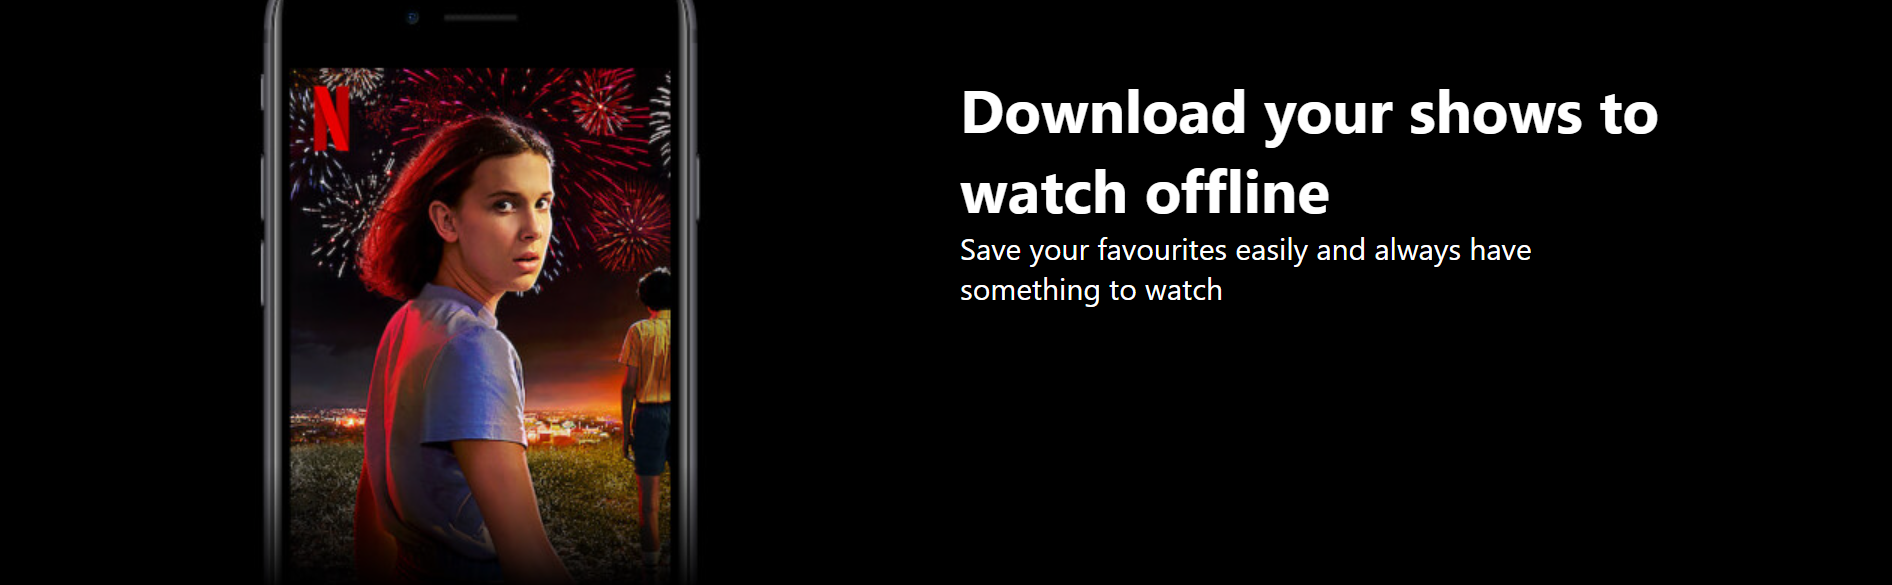 N
Download your shows to
watch offline
Save your favourites easily and always have
something to watch